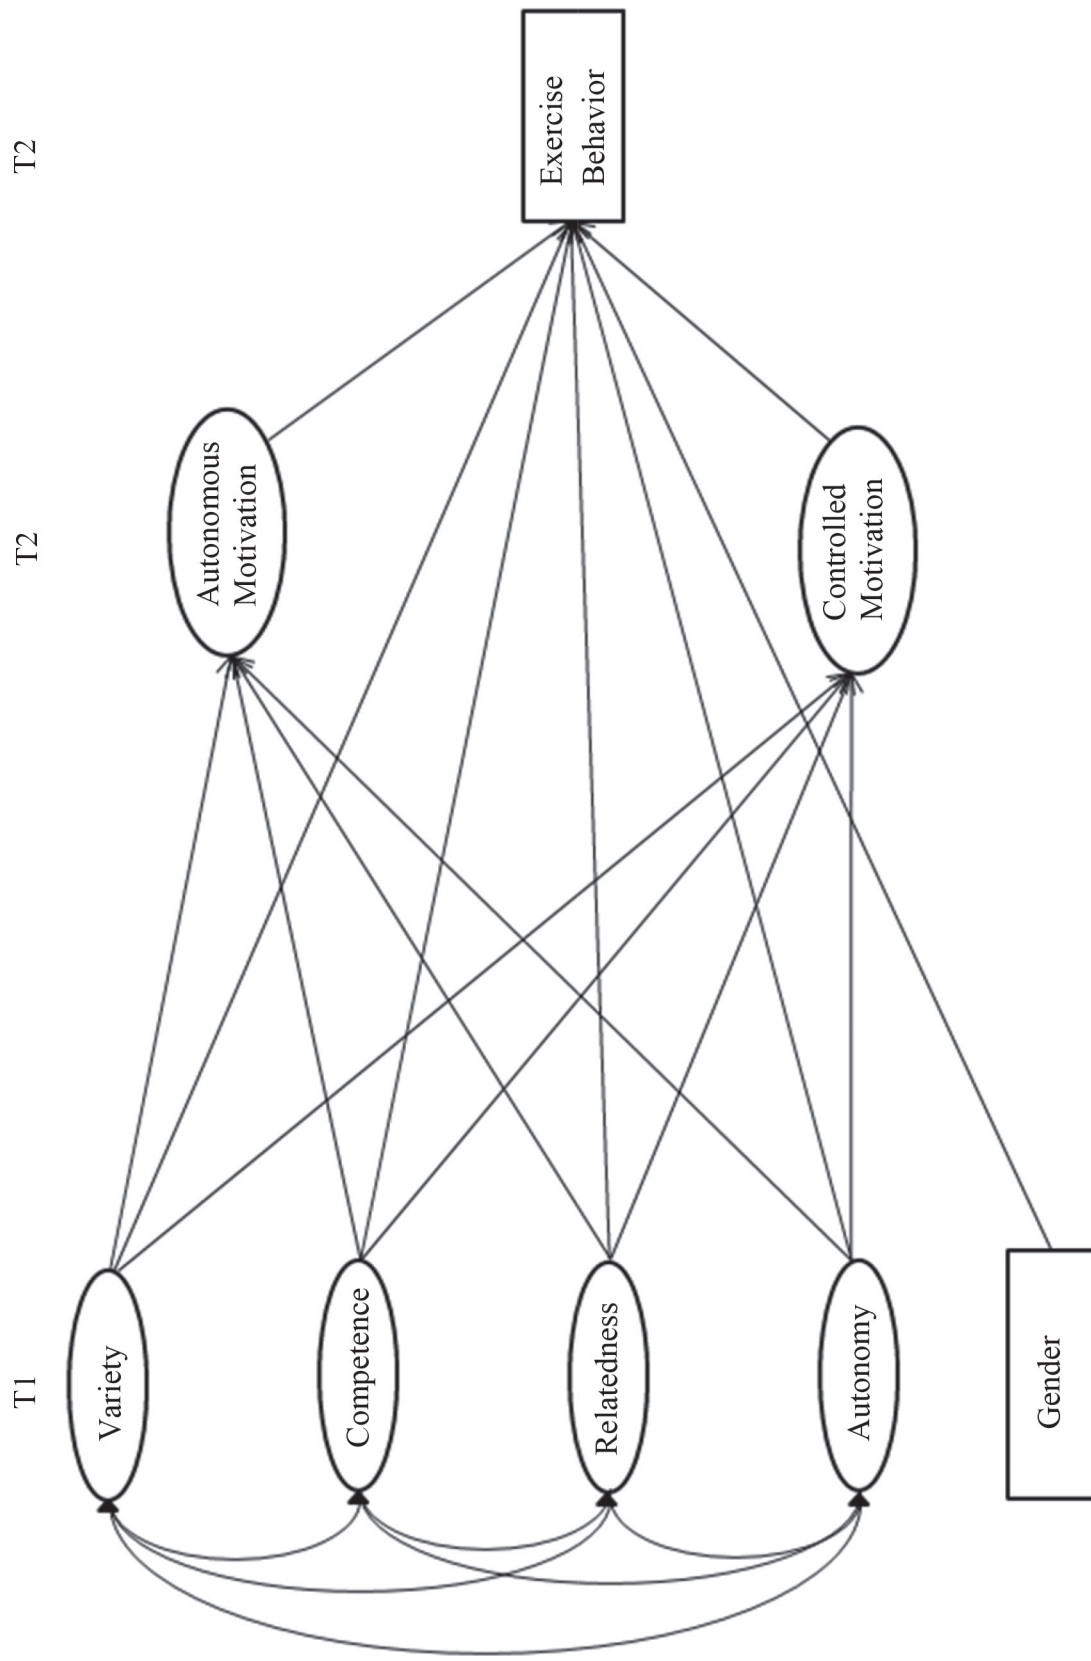 T1
T2
T2
Variety
Competence
Relatedness
Autonomy
Gender
Autonomous
Motivation
Controlled
Motivation
Exercise
Behavior